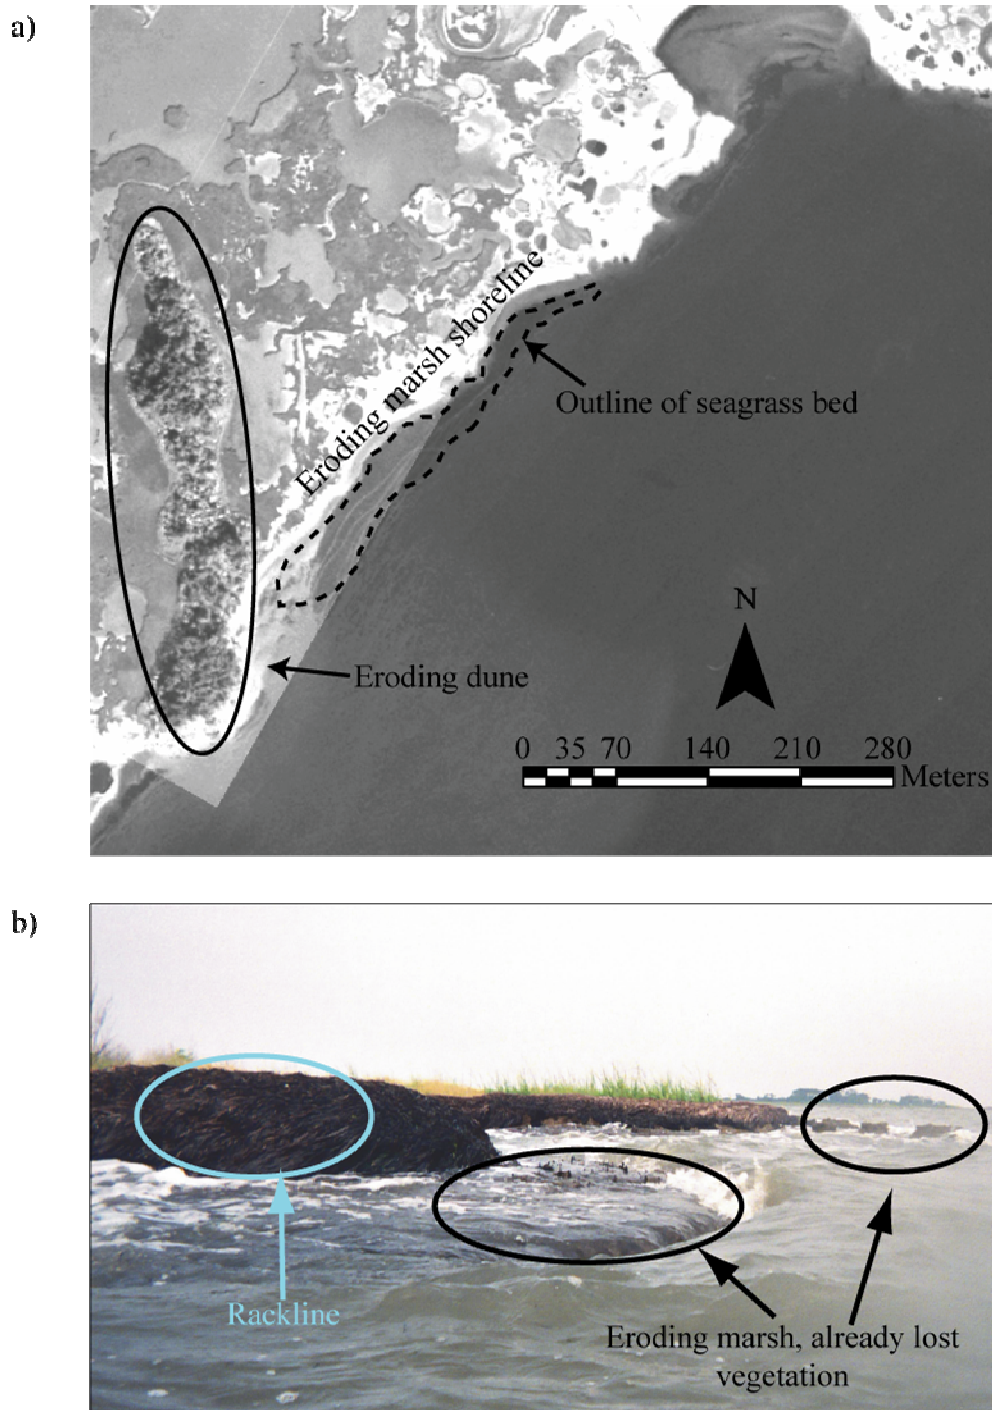 a)
Eroding marsh shoreline
Outline of seagrass bed
N
Eroding dune
0 35 70 140 210 280
Meters
b)
Rackline
Eroding marsh, already lost
vegetation